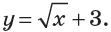 y = √x + 3.